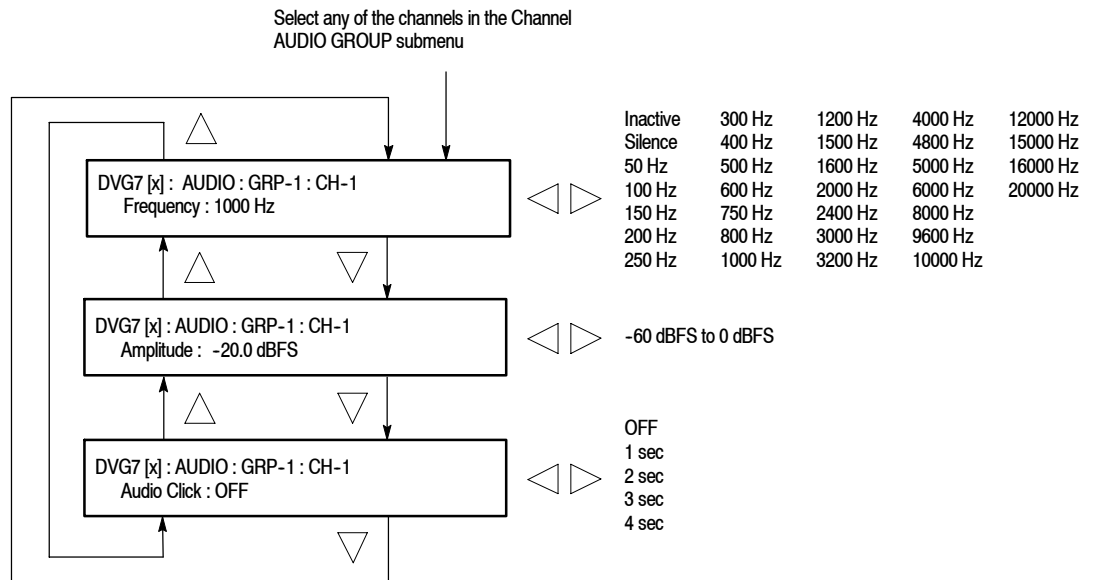 Select any of the channels in the Channel
AUDIO GROUP submenu
DVG7 [x] : AUDIO : GRP-1 : CH-1
Frequency : 1000 Hz
Inactive 300 Hz 1200 Hz 4000 Hz 12000 Hz
Silence 400 Hz 1500 Hz 4800 Hz 15000 Hz
50 Hz 500 Hz 1600 Hz 5000 Hz 16000 Hz
100 Hz 600 Hz 2000 Hz 6000 Hz 20000 Hz
150 Hz 750 Hz 2400 Hz 8000 Hz
200 Hz 800 Hz 3000 Hz 9600 Hz
250 Hz 1000 Hz 3200 Hz 10000 Hz
DVG7 [x] : AUDIO : GRP-1 : CH-1
Amplitude : -20.0 dBFS
-60 dBFS to 0 dBFS
DVG7 [x] : AUDIO : GRP-1 : CH-1
Audio Click : OFF
OFF
1 sec
2 sec
3 sec
4 sec